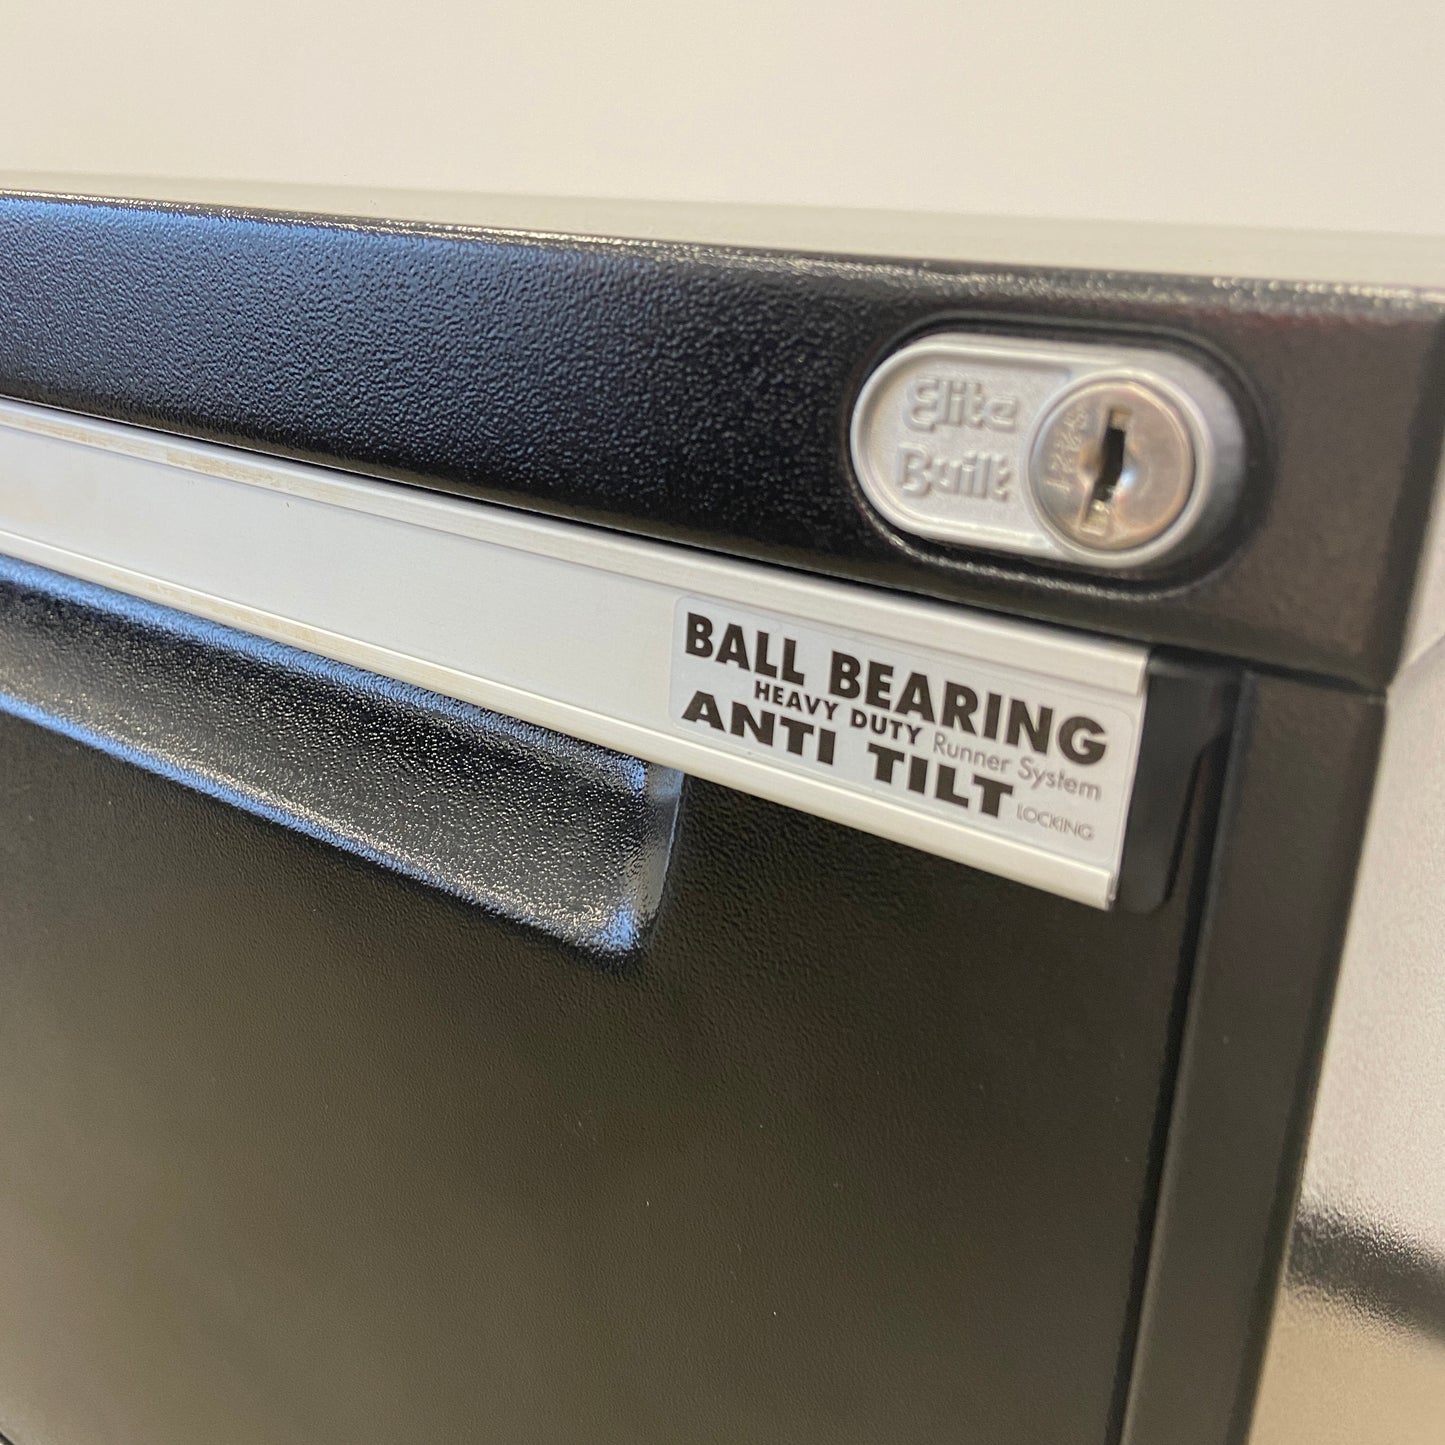 Elite
Built
BALL BEARING
HEAVY DUTY Runner System
ANTI TILT LOCKING